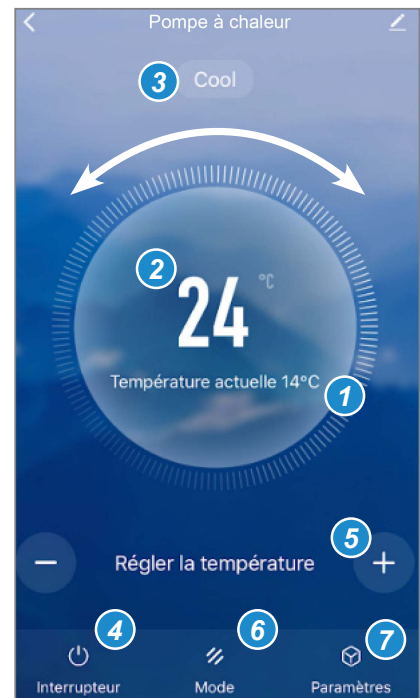 Pompe à chaleur
3 Cool
2 24 °C
Température actuelle 14°C
1
5
− Régler la température +
4 6 7
Interrupteur Mode Paramètres